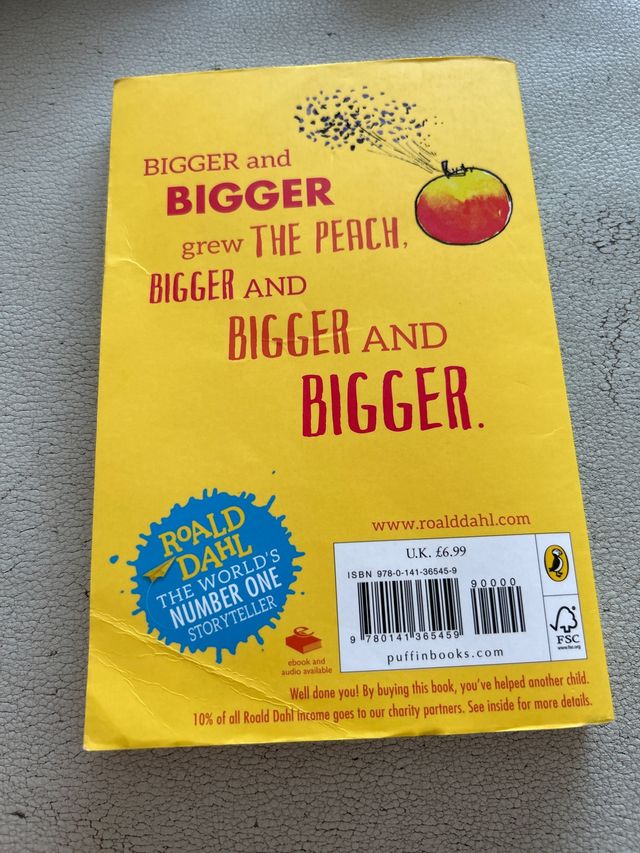 BIGGER and
BIGGER
grew THE PEACH,
BIGGER AND
BIGGER AND
BIGGER.
ROALD
DAHL
THE WORLD'S
NUMBER ONE
STORYTELLER
www.roalddahl.com
U.K. £6.99
ISBN 978-0-141-36545-9
90000
9 780141 365459
puffinbooks.com
FSC
www.fsc.org
ebook and
audio available
Well done you! By buying this book, you've helped another child.
10% of all Roald Dahl income goes to our charity partners. See inside for more details.